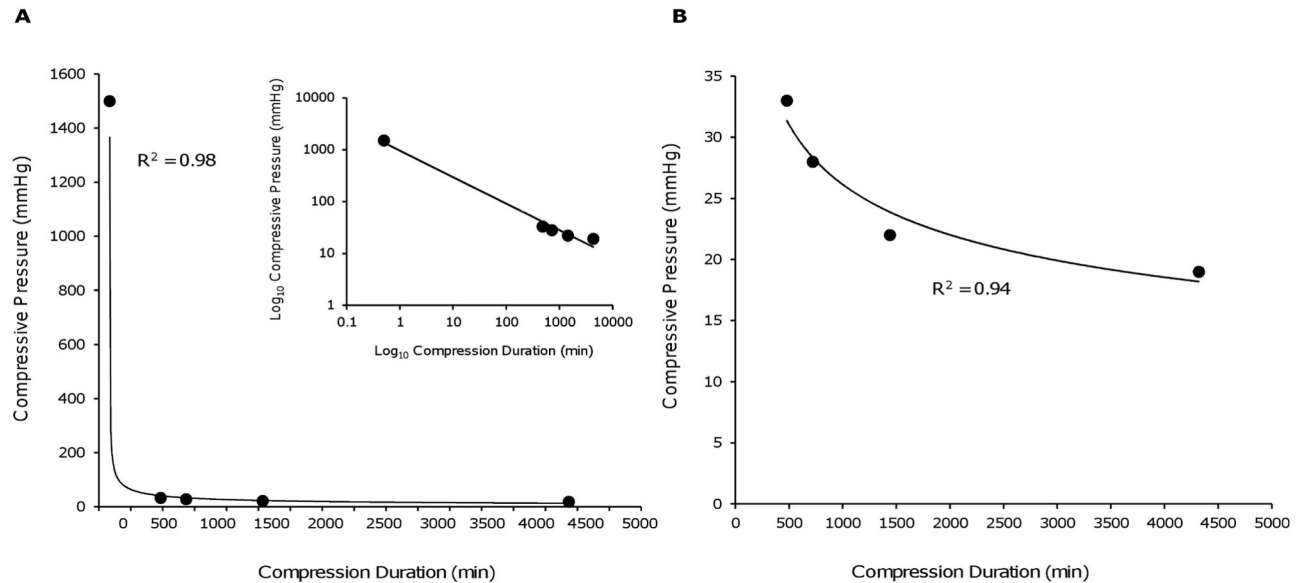 A
B
1600
1400
1200
1000
800
600
400
200
0
Compressive Pressure (mmHg)
R² = 0.98
0 500 1000 1500 2000 2500 3000 3500 4000 4500 5000
Compression Duration (min)
10000
1000
100
10
1
Log₁₀ Compressive Pressure (mmHg)
0.1 1 10 100 1000 10000
Log₁₀ Compression Duration (min)
35
30
25
20
15
10
5
0
Compressive Pressure (mmHg)
R² = 0.94
0 500 1000 1500 2000 2500 3000 3500 4000 4500 5000
Compression Duration (min)